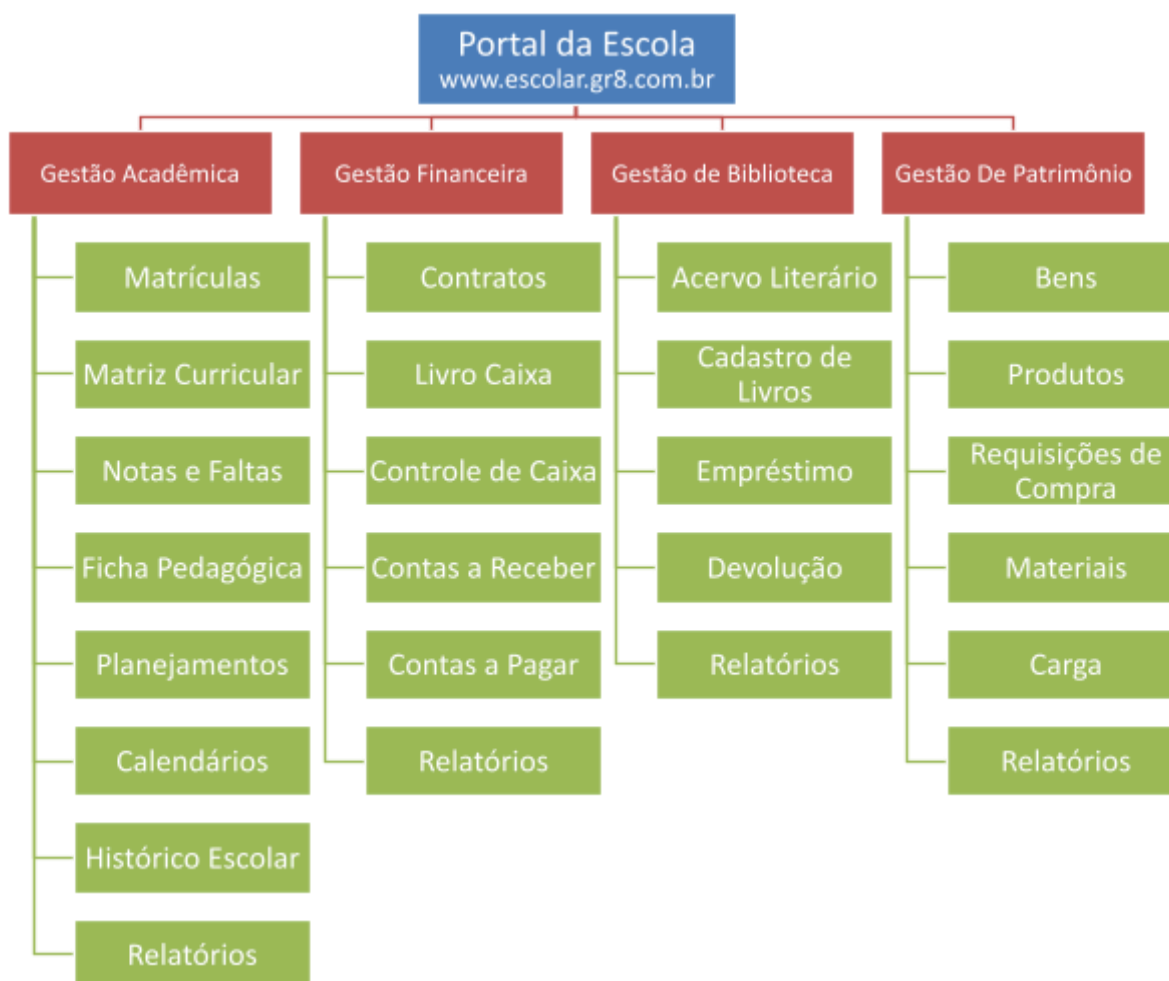 Portal da Escola
www.escolar.gr8.com.br
Gestão Acadêmica
Matrículas
Matriz Curricular
Notas e Faltas
Ficha Pedagógica
Planejamentos
Calendários
Histórico Escolar
Relatórios
Gestão Financeira
Contratos
Livro Caixa
Controle de Caixa
Contas a Receber
Contas a Pagar
Relatórios
Gestão de Biblioteca
Acervo Literário
Cadastro de
Livros
Empréstimo
Devolução
Relatórios
Gestão De Patrimônio
Bens
Produtos
Requisições de
Compra
Materiais
Carga
Relatórios